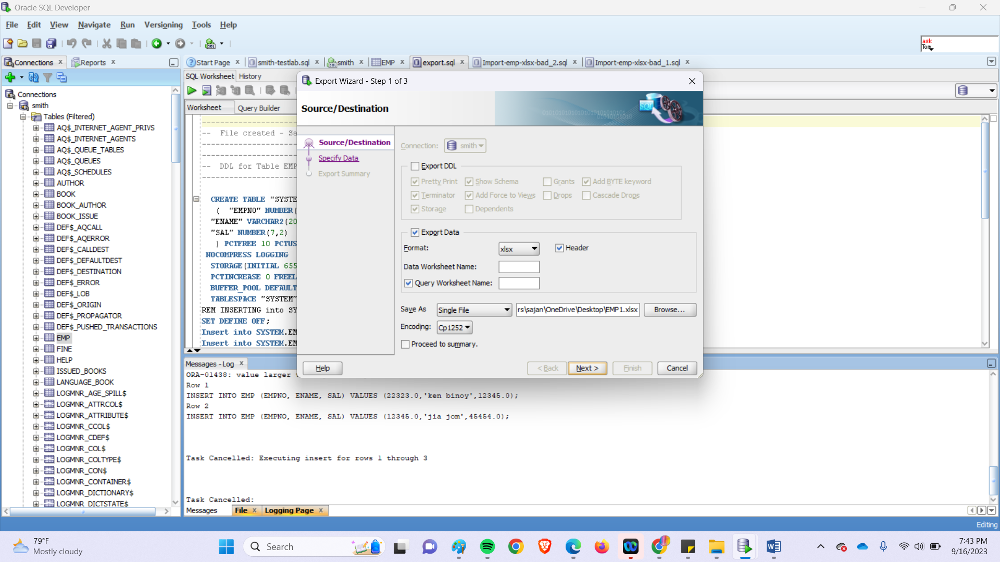 Oracle SQL Developer
File Edit View Navigate Run Versioning Tools Help
ask
Tom
Connections Reports
Start Page smith-testlab.sql smith EMP export.sql Import-emp-xlsx-bad_2.sql Import-emp-xlsx-bad_1.sql
SQL Worksheet History
Worksheet Query Builder
Connections
smith
Tables (Filtered)
AQ$_INTERNET_AGENT_PRIVS
AQ$_INTERNET_AGENTS
AQ$_QUEUE_TABLES
AQ$_QUEUES
AQ$_SCHEDULES
AUTHOR
BOOK
BOOK_AUTHOR
BOOK_ISSUE
DEF$_AQCALL
DEF$_AQERROR
DEF$_CALLDEST
DEF$_DEFAULTDEST
DEF$_DESTINATION
DEF$_ERROR
DEF$_LOB
DEF$_ORIGIN
DEF$_PROPAGATOR
DEF$_PUSHED_TRANSACTIONS
EMP
FINE
HELP
ISSUED_BOOKS
LANGUAGE_BOOK
LOGMNR_AGE_SPILL$
LOGMNR_ATTRCOL$
LOGMNR_ATTRIBUTE$
LOGMNR_CCOL$
LOGMNR_CDEF$
LOGMNR_COL$
LOGMNR_COLTYPE$
LOGMNR_CON$
LOGMNR_CONTAINER$
LOGMNR_DICTIONARY$
LOGMNR_DICTSTATE$
-- File created - Sa
-- DDL for Table EMP
CREATE TABLE "SYSTE
( "EMPNO" NUMBER(
"ENAME" VARCHAR2(20
"SAL" NUMBER(7,2)
) PCTFREE 10 PCTUS
NOCOMPRESS LOGGING
STORAGE(INITIAL 655
PCTINCREASE 0 FREEL
BUFFER_POOL DEFAULT
TABLESPACE "SYSTEM"
REM INSERTING into SY
SET DEFINE OFF;
Insert into SYSTEM.EM
Insert into SYSTEM.EM
Export Wizard - Step 1 of 3
Source/Destination
SQL
Source/Destination
Specify Data
Export Summary
Connection: smith
Export DDL
Pretty Print Show Schema Grants Add BYTE keyword
Terminator Add Force to Views Drops Cascade Drops
Storage Dependents
Export Data
Format: xlsx Header
Data Worksheet Name:
Query Worksheet Name:
Save As Single File rs\sajan\OneDrive\Desktop\EMP1.xlsx Browse...
Encoding: Cp1252
Proceed to summary.
Help < Back Next > Finish Cancel
Messages - Log
ORA-01438: value larger
Row 1
INSERT INTO EMP (EMPNO, ENAME, SAL) VALUES (22323.0,'ken binoy',12345.0);
Row 2
INSERT INTO EMP (EMPNO, ENAME, SAL) VALUES (12345.0,'jia jom',45454.0);
Task Cancelled: Executing insert for rows 1 through 3
Task Cancelled:
Messages File Logging Page
Editing
79°F
Mostly cloudy
Search
7:43 PM
9/16/2023